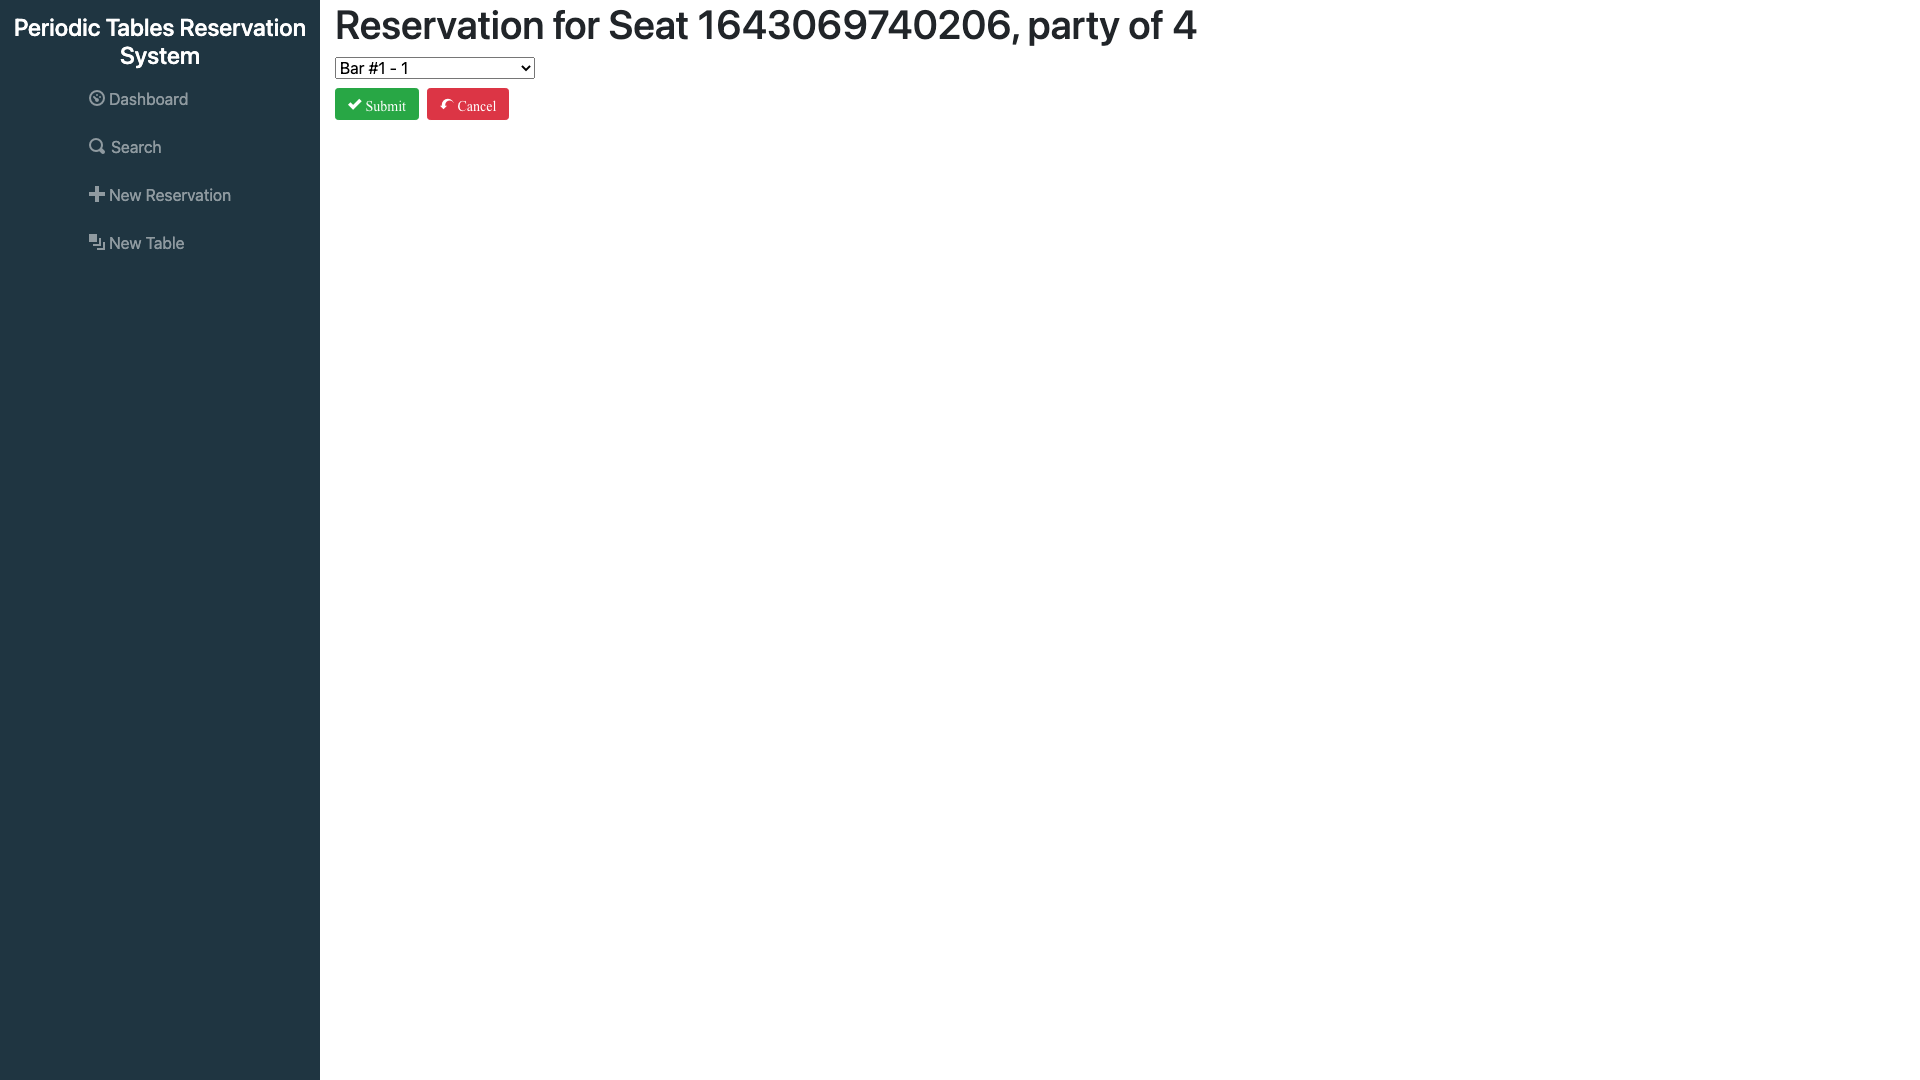 Periodic Tables Reservation
System
Dashboard
Search
New Reservation
New Table
Reservation for Seat 1643069740206, party of 4
Bar #1 - 1
Submit
Cancel